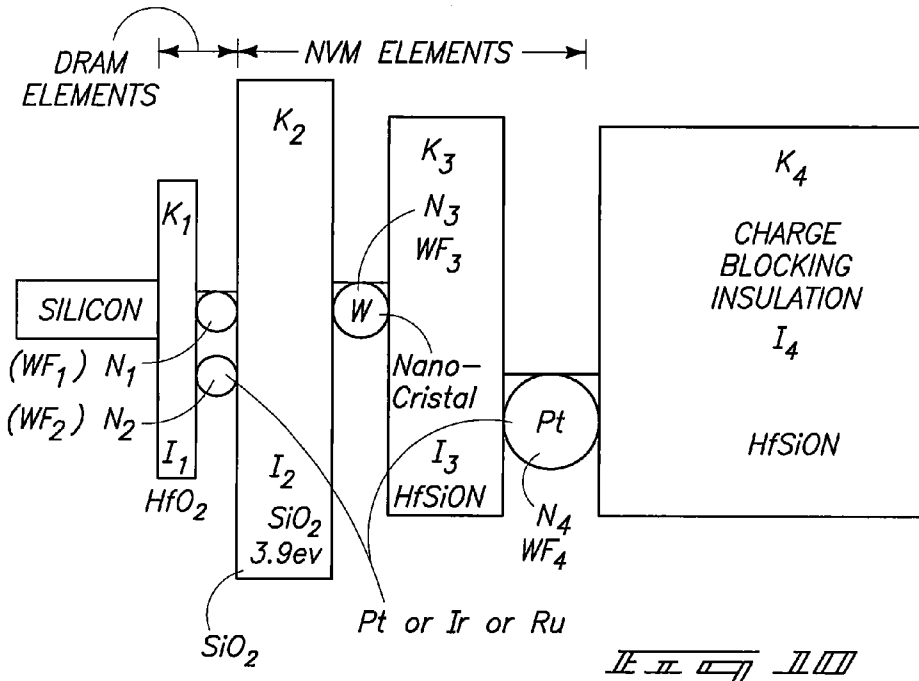 DRAM
ELEMENTS
NVM ELEMENTS
K₁
K₂
K₃
K₄
N₃
WF₃
CHARGE
BLOCKING
INSULATION
I₄
SILICON
W
(WF₁) N₁
(WF₂) N₂
Nano-
Cristal
Pt
I₁
HfO₂
I₂
SiO₂
3.9ev
I₃
HfSiON
HfSiON
N₄
WF₄
SiO₂
Pt or Ir or Ru
Fig 10